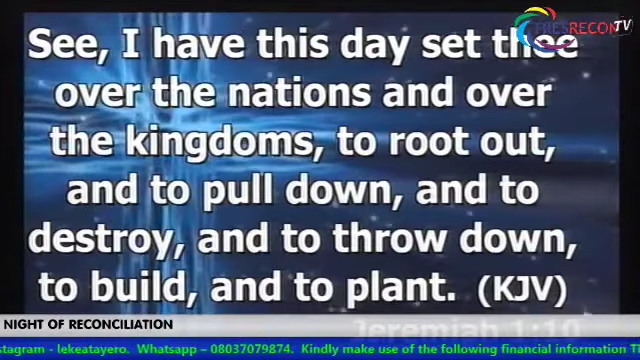 CHESRECON TV
See, I have this day set thee
over the nations and over
the kingdoms, to root out,
and to pull down, and to
destroy, and to throw down,
to build, and to plant. (KJV)
Jeremiah 1:10
NIGHT OF RECONCILIATION
stagram - lekeatayero. Whatsapp – 08037079874. Kindly make use of the following financial information T